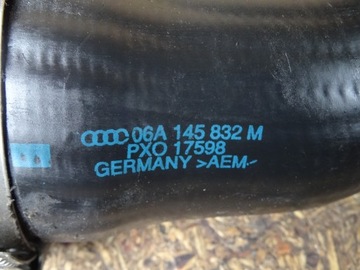 06A 145 832 M
PXO 17598
GERMANY >AEM<